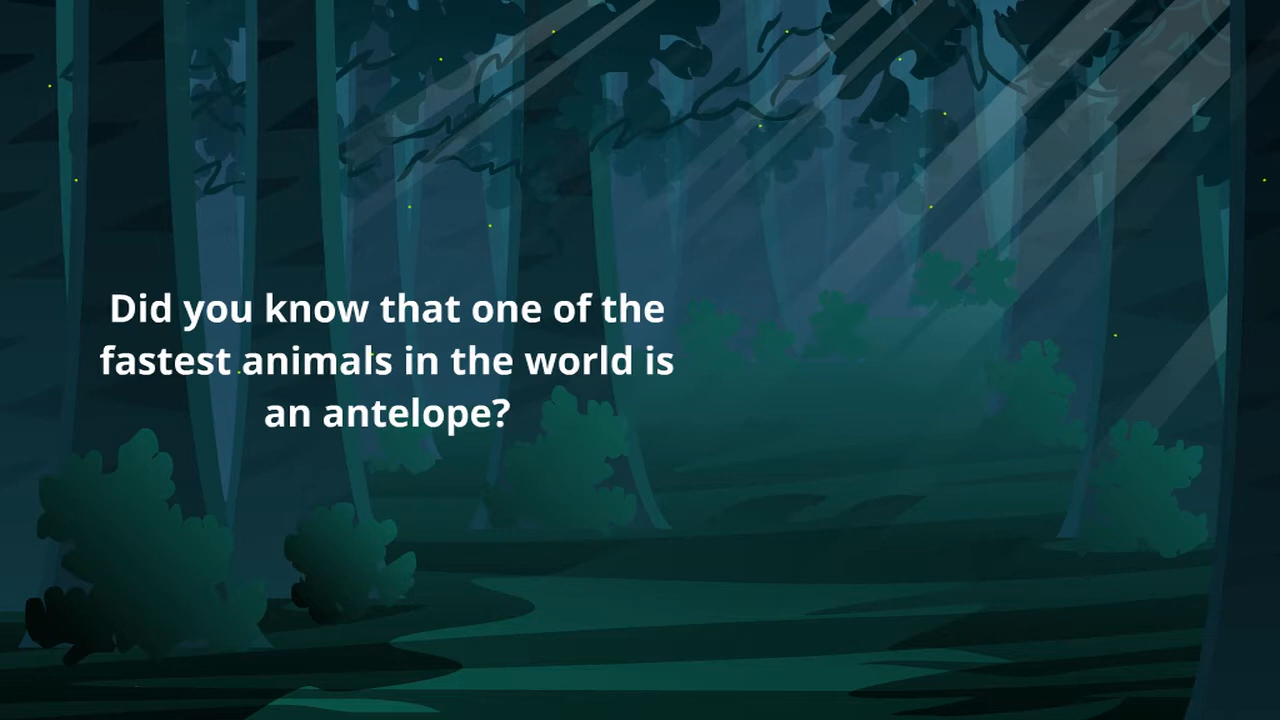 Did you know that one of the
fastest animals in the world is
an antelope?